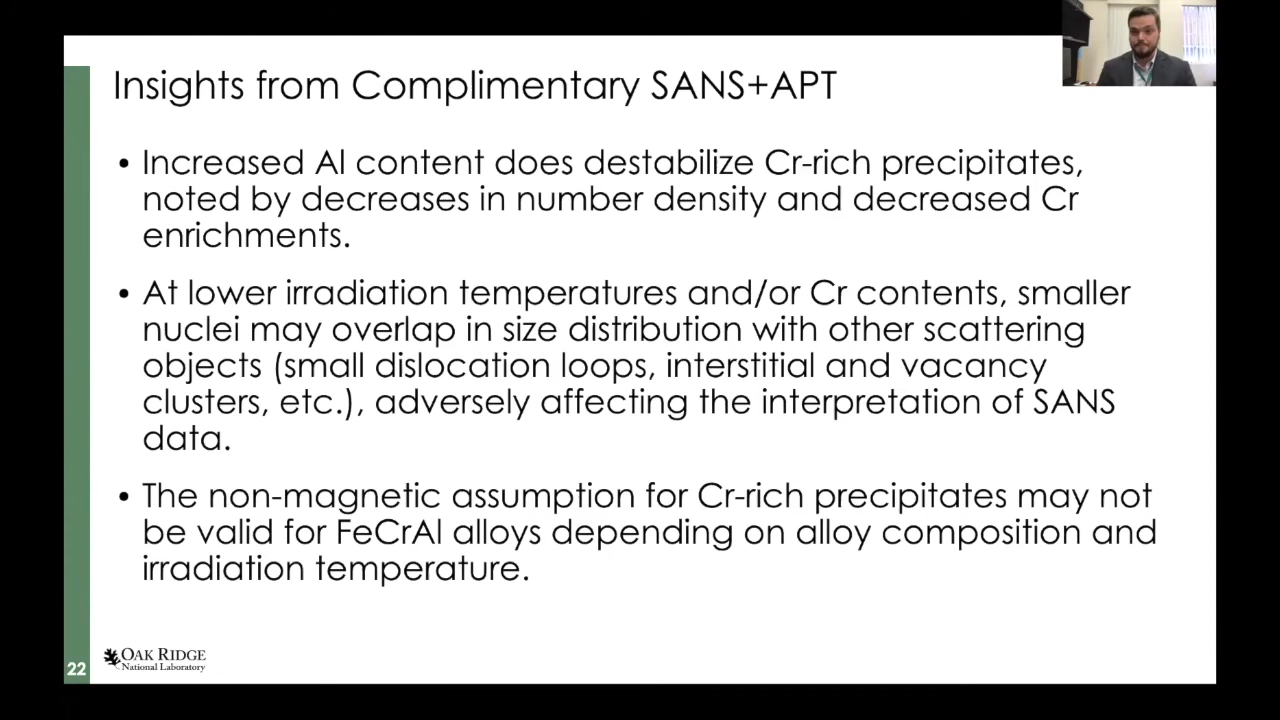 Insights from Complimentary SANS+APT
• Increased Al content does destabilize Cr-rich precipitates,
noted by decreases in number density and decreased Cr
enrichments.
• At lower irradiation temperatures and/or Cr contents, smaller
nuclei may overlap in size distribution with other scattering
objects (small dislocation loops, interstitial and vacancy
clusters, etc.), adversely affecting the interpretation of SANS
data.
• The non-magnetic assumption for Cr-rich precipitates may not
be valid for FeCrAl alloys depending on alloy composition and
irradiation temperature.
22
OAK RIDGE
National Laboratory